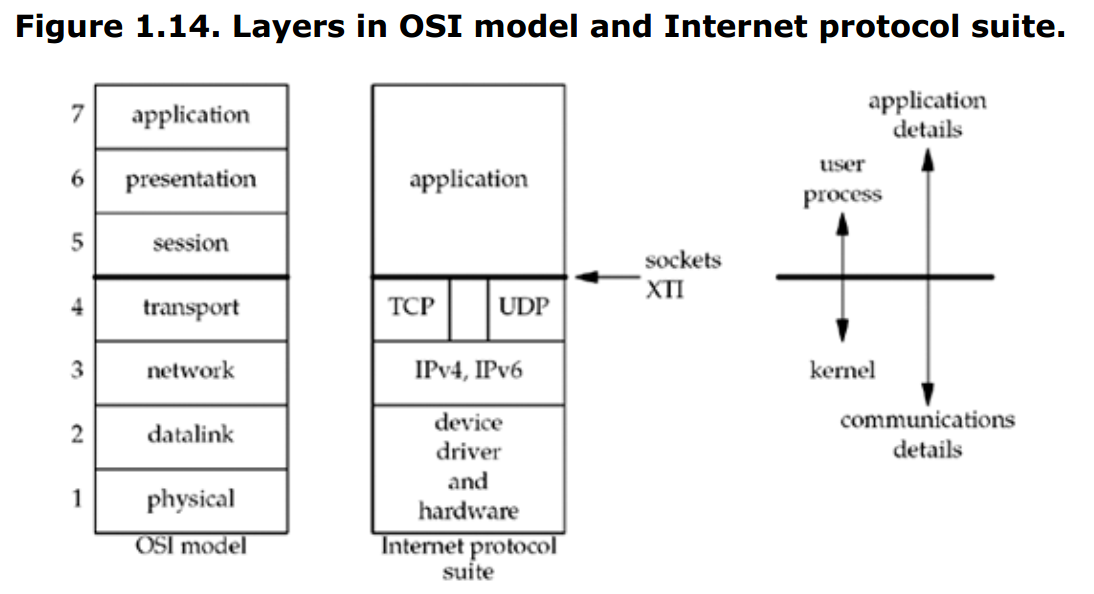 Figure 1.14. Layers in OSI model and Internet protocol suite.
7
application
6
presentation
5
session
4
transport
3
network
2
datalink
1
physical
OSI model
application
TCP
UDP
IPv4, IPv6
device
driver
and
hardware
Internet protocol
suite
sockets
XTI
application
details
user
process
kernel
communications
details